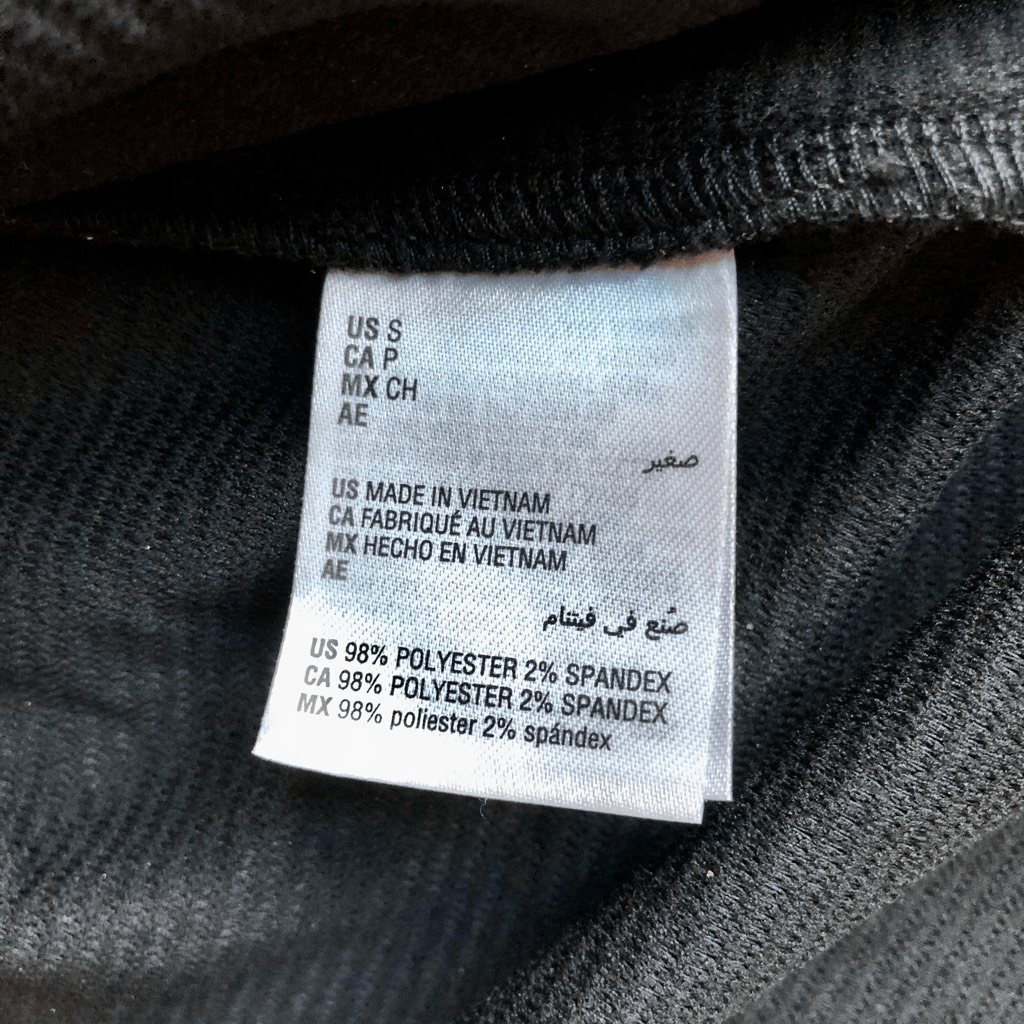 US S
CA P
MX CH
AE
صغير
US MADE IN VIETNAM
CA FABRIQUÉ AU VIETNAM
MX HECHO EN VIETNAM
AE
صُنع في فيتنام
US 98% POLYESTER 2% SPANDEX
CA 98% POLYESTER 2% SPANDEX
MX 98% poliester 2% spándex